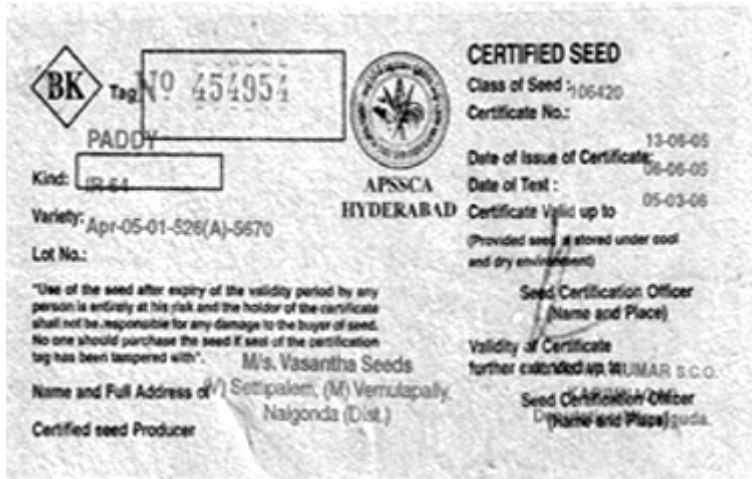 BK
Tag No 454954
PADDY
Kind:
IR-64
Variety: Apr-05-01-526(A)-5670
Lot No.:
"Use of the seed after expiry of the validity period by any
person is entirely at his risk and the holder of the certificate
shall not be responsible for any damage to the buyer of seed.
No one should purchase the seed if seal of the certification
tag has been tampered with".
M/s. Vasantha Seeds
Name and Full Address of (V) Settipalem, (M) Vemulapally,
Nalgonda (Dist.)
Certified seed Producer
APSSCA
HYDERABAD
CERTIFIED SEED
Class of Seed : 106420
Certificate No.:
13-06-05
Date of Issue of Certificate:
06-06-05
Date of Test :
05-03-06
Certificate Valid up to
(Provided seed is stored under cool
and dry environment)
Seed Certification Officer
(Name and Place)
Validity of Certificate
further extended up to KUMAR S.C.O.
Seed Certification Officer
(Name and Place)